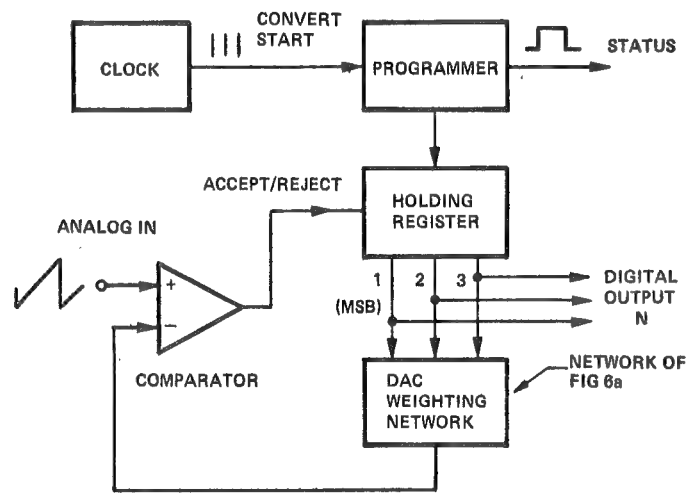 CONVERT
START
CLOCK
PROGRAMMER
STATUS
ACCEPT/REJECT
HOLDING
REGISTER
ANALOG IN
+
−
COMPARATOR
1
2
3
(MSB)
DIGITAL
OUTPUT
N
DAC
WEIGHTING
NETWORK
NETWORK OF
FIG 6a